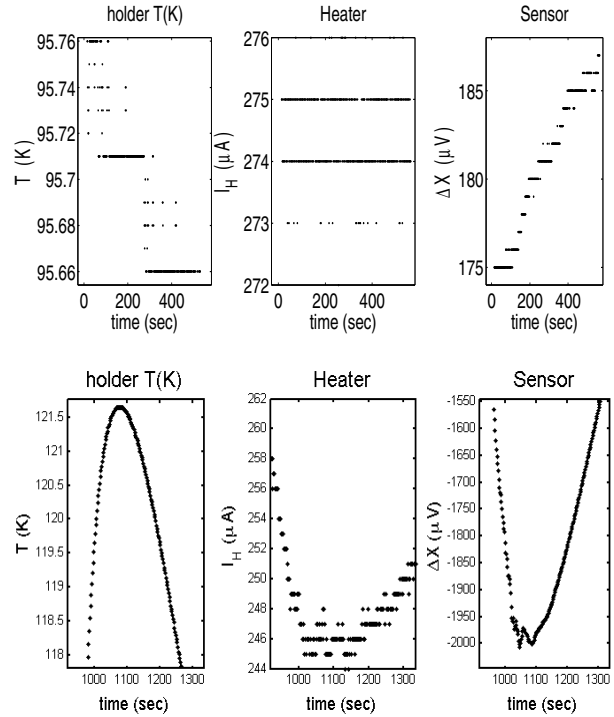 holder T(K) Heater Sensor
95.76 95.74 95.72 95.7 95.68 95.66
T (K)
0 200 400
time (sec)
276 275 274 273 272
I_H (μA)
0 200 400
time (sec)
185 180 175
ΔX (μV)
0 200 400
time (sec)
holder T(K) Heater Sensor
121.5 121 120.5 120 119.5 119 118.5 118
T (K)
1000 1100 1200 1300
time (sec)
262 260 258 256 254 252 250 248 246 244
I_H (μA)
1000 1100 1200 1300
time (sec)
-1550 -1600 -1650 -1700 -1750 -1800 -1850 -1900 -1950 -2000
ΔX (μV)
1000 1100 1200 1300
time (sec)